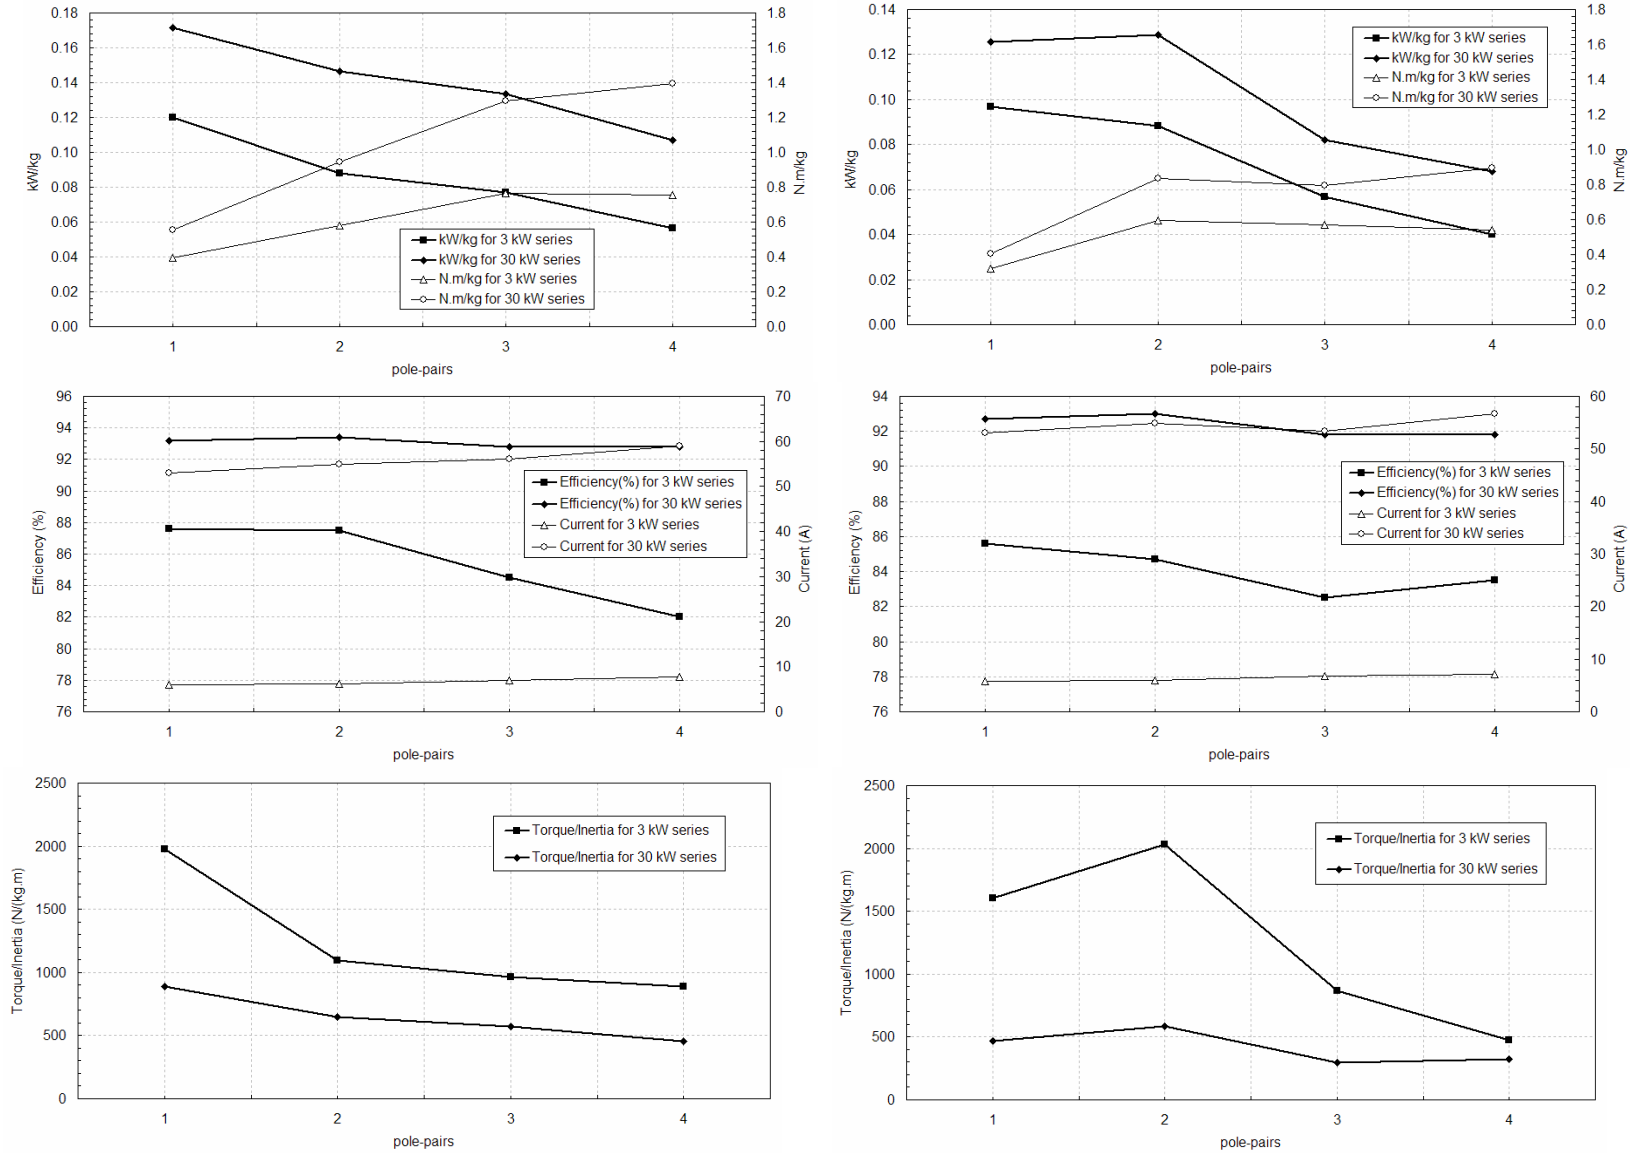 0.18
0.16
0.14
0.12
0.10
0.08
0.06
0.04
0.02
0.00
kW/kg
1.8
1.6
1.4
1.2
1.0
0.8
0.6
0.4
0.2
0.0
N.m/kg
kW/kg for 3 kW series
kW/kg for 30 kW series
N.m/kg for 3 kW series
N.m/kg for 30 kW series
1 2 3 4
pole-pairs
0.14
0.12
0.10
0.08
0.06
0.04
0.02
0.00
kW/kg
1.8
1.6
1.4
1.2
1.0
0.8
0.6
0.4
0.2
0.0
N.m/kg
kW/kg for 3 kW series
kW/kg for 30 kW series
N.m/kg for 3 kW series
N.m/kg for 30 kW series
1 2 3 4
pole-pairs
96
94
92
90
88
86
84
82
80
78
76
Efficiency (%)
70
60
50
40
30
20
10
0
Current (A)
Efficiency(%) for 3 kW series
Efficiency(%) for 30 kW series
Current for 3 kW series
Current for 30 kW series
1 2 3 4
pole-pairs
94
92
90
88
86
84
82
80
78
76
Efficiency (%)
60
50
40
30
20
10
0
Current (A)
Efficiency(%) for 3 kW series
Efficiency(%) for 30 kW series
Current for 3 kW series
Current for 30 kW series
1 2 3 4
pole-pairs
2500
2000
1500
1000
500
0
Torque/Inertia (N/(kg.m)
Torque/Inertia for 3 kW series
Torque/Inertia for 30 kW series
1 2 3 4
pole-pairs
2500
2000
1500
1000
500
0
Torque/Inertia (N/(kg.m)
Torque/Inertia for 3 kW series
Torque/Inertia for 30 kW series
1 2 3 4
pole-pairs